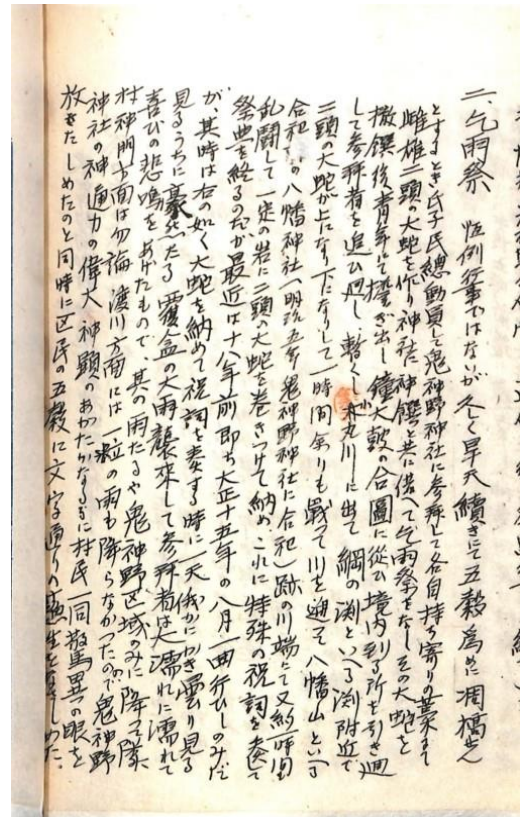 二、乞雨祭　恒例行事ではないが久しく旱天續きにて五穀為めに凋槁せん
とするとき氏子民總動員して鬼神野神社に参拜して各自持ち寄りの藁にて
雌雄二頭の大蛇を作り神社に神饌と共に供へて乞雨祭をなしその大蛇を
撤饌後青年にて擔ぎ出し鐘大鼓の合圖に從ひ境内到る所を引き廻
して参拜者を追ひ廻し暫くし小丸川に出て綱の渕といへる渕附近で
二頭の大蛇が上になり下になりして一時間余りも戯て川を遡て八幡山といへる
合祀の八幡神社（明治五年鬼神野神社に合祀）跡の川端にて又約一時間も
乱闘して一定の岩に二頭の大蛇を巻きつけて納めこれに特殊の祝詞を奏して
祭典を終るのだが最近は十八年前即ち大正十五年の八月一回行ひしのみだ
が、其時は右の如く大蛇を納めて祝詞を奏する時に一天俄かにかき曇り見る
見るうちに豪然たる覆盆の大雨襲来して参拜者は大濡れに濡れて
喜びの悲鳴をあげたもので、其の雨たるや鬼神野区域のみに降って隣
村神門方面は勿論渡川方面には一粒の雨も降らなかったので鬼神野
神社の神通力の偉大神顕のあかたかなるに村民一同驚異の眼を
放きたしめたのと同時に区民の五穀に文字通りの生をなしめた。